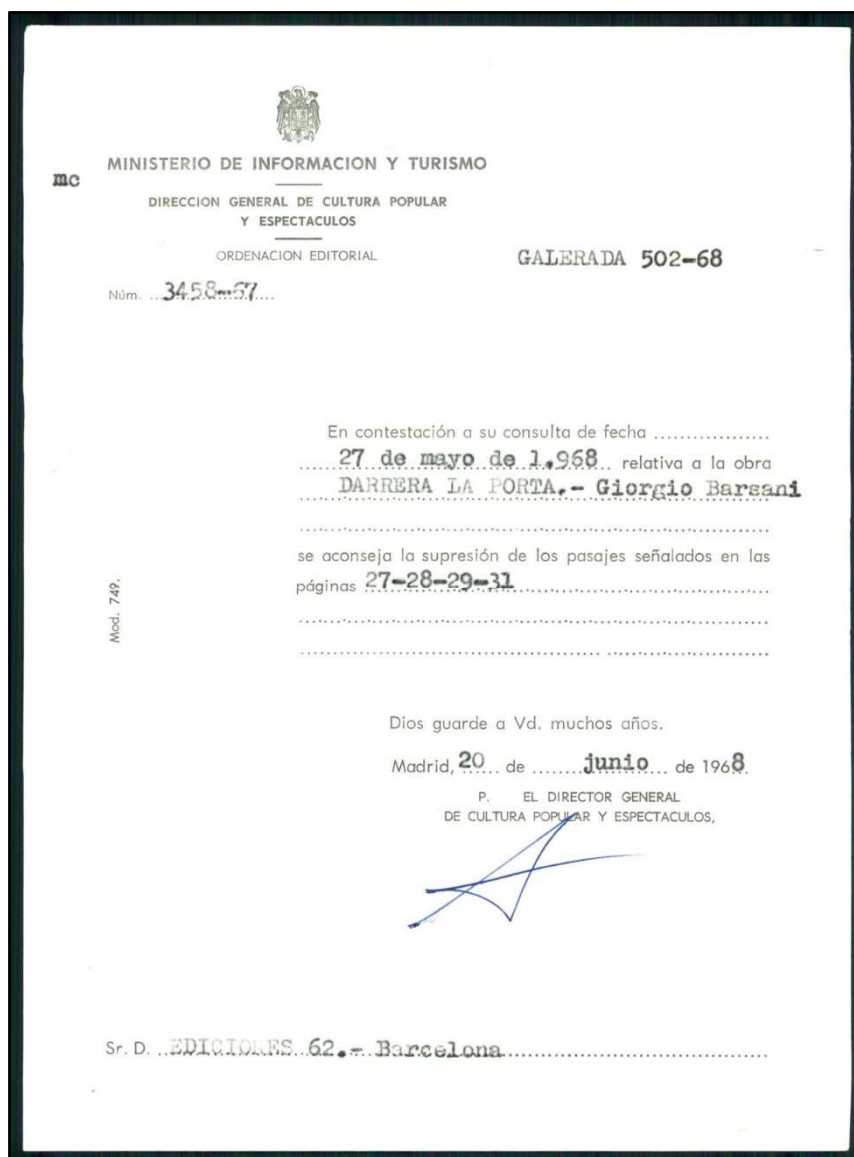 MINISTERIO DE INFORMACION Y TURISMO
mc
DIRECCION GENERAL DE CULTURA POPULAR
Y ESPECTACULOS
ORDENACION EDITORIAL
GALERADA 502-68
Núm. 3458-67
En contestación a su consulta de fecha
27 de mayo de 1.968 relativa a la obra
DARRERA LA PORTA.- Giorgio Barsani
se aconseja la supresión de los pasajes señalados en las
páginas 27-28-29-31
Mod. 749.
Dios guarde a Vd. muchos años.
Madrid, 20 de junio de 1968
P. EL DIRECTOR GENERAL
DE CULTURA POPULAR Y ESPECTACULOS,
Sr. D. EDICIONES 62.- Barcelona